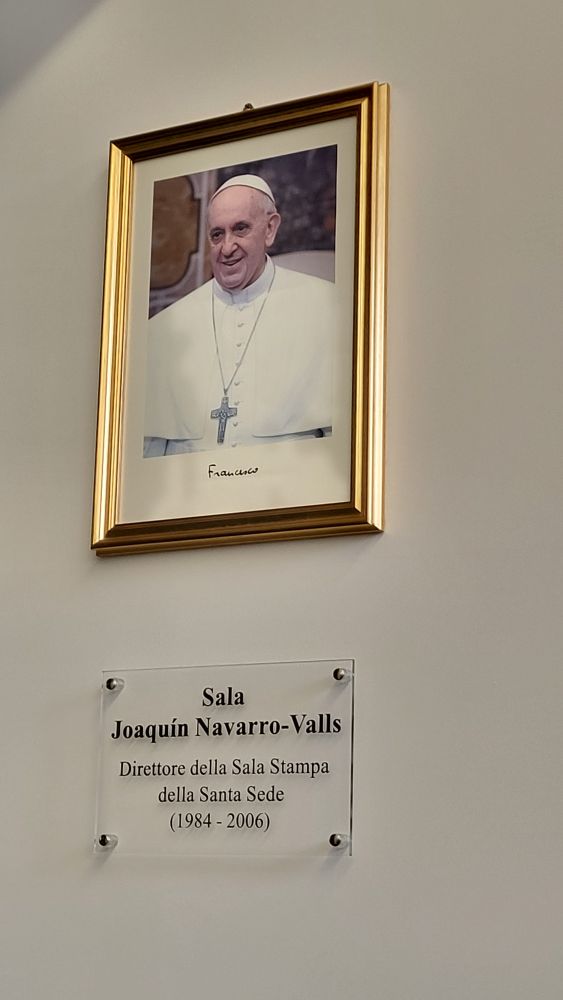 Francesco
Sala
Joaquín Navarro-Valls
Direttore della Sala Stampa
della Santa Sede
(1984 - 2006)